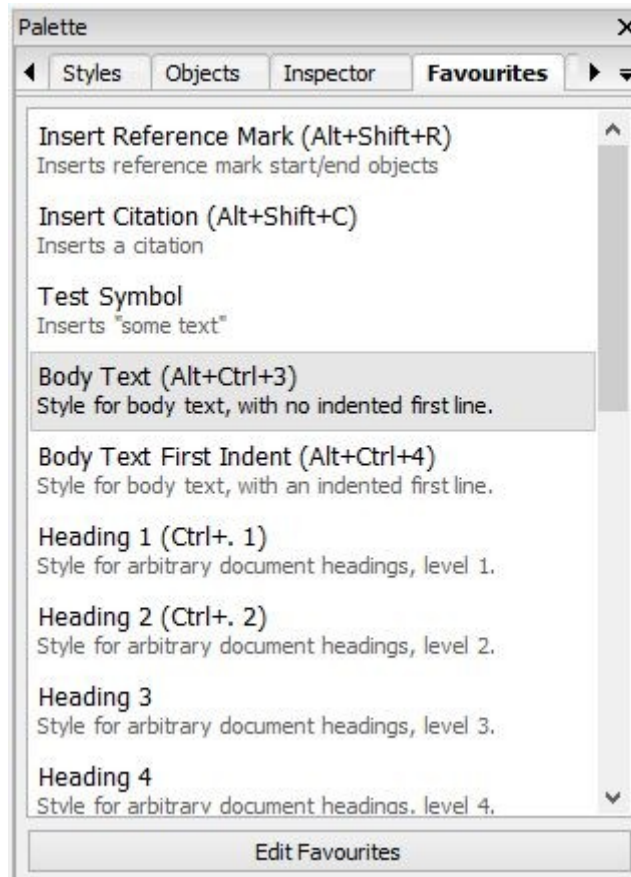 Palette
Styles Objects Inspector Favourites
Insert Reference Mark (Alt+Shift+R)
Inserts reference mark start/end objects
Insert Citation (Alt+Shift+C)
Inserts a citation
Test Symbol
Inserts "some text"
Body Text (Alt+Ctrl+3)
Style for body text, with no indented first line.
Body Text First Indent (Alt+Ctrl+4)
Style for body text, with an indented first line.
Heading 1 (Ctrl+. 1)
Style for arbitrary document headings, level 1.
Heading 2 (Ctrl+. 2)
Style for arbitrary document headings, level 2.
Heading 3
Style for arbitrary document headings, level 3.
Heading 4
Style for arbitrary document headings, level 4.
Edit Favourites